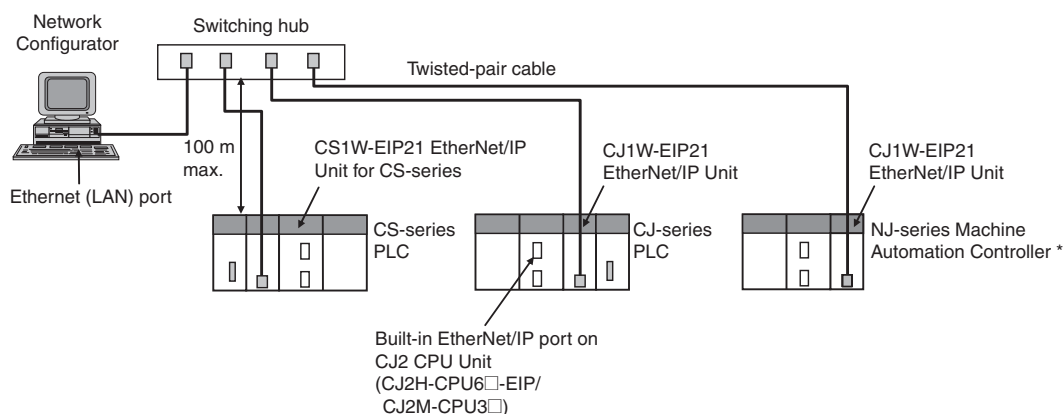 Network
Configurator
Switching hub
Twisted-pair cable
100 m
max.
CS1W-EIP21 EtherNet/IP
Unit for CS-series
CJ1W-EIP21
EtherNet/IP Unit
CJ1W-EIP21
EtherNet/IP Unit
Ethernet (LAN) port
CS-series
PLC
CJ-series
PLC
NJ-series Machine
Automation Controller *
Built-in EtherNet/IP port on
CJ2 CPU Unit
(CJ2H-CPU6□-EIP/
CJ2M-CPU3□)